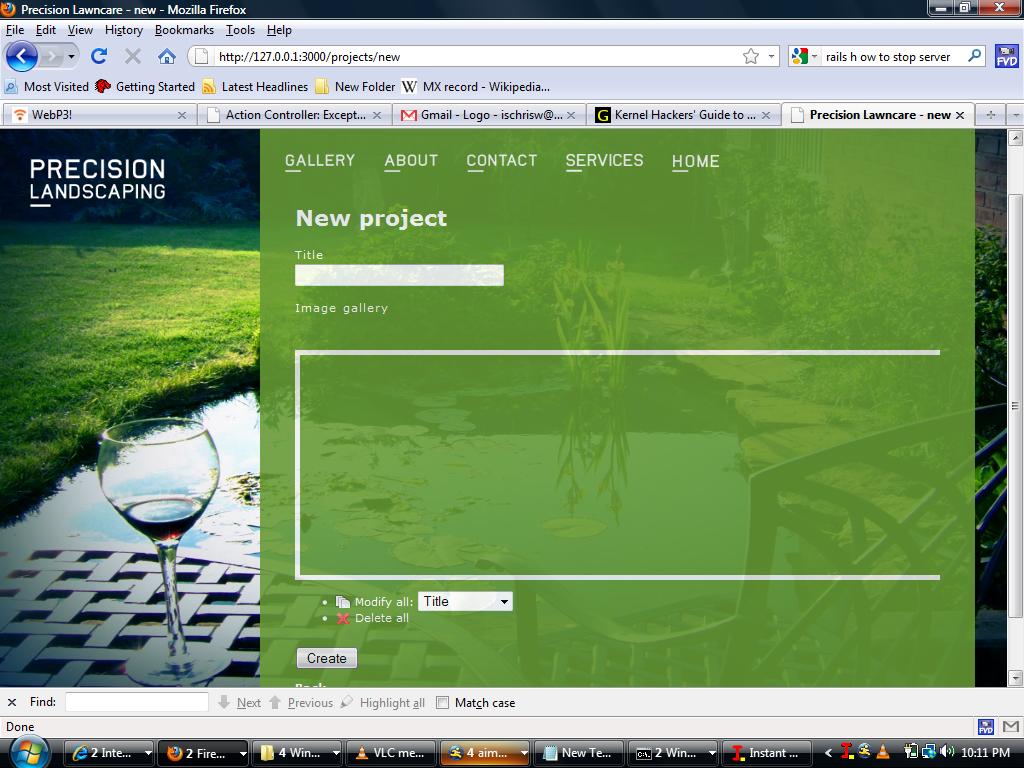 Precision Lawncare - new - Mozilla Firefox
File Edit View History Bookmarks Tools Help
http://127.0.0.1:3000/projects/new
rails h ow to stop server
FVD
Most Visited Getting Started Latest Headlines New Folder W MX record - Wikipedia...
WebP3! Action Controller: Except... Gmail - Logo - ischrisw@... G Kernel Hackers' Guide to ... Precision Lawncare - new
PRECISION
LANDSCAPING
GALLERY ABOUT CONTACT SERVICES HOME
New project
Title
Image gallery
Modify all: Title
Delete all
Create
Back
Find: Next Previous Highlight all Match case
Done
FVD
2 Inte... 2 Fire... 4 Win... VLC me... 4 aim... New Te... 2 Win... Instant ... 10:11 PM